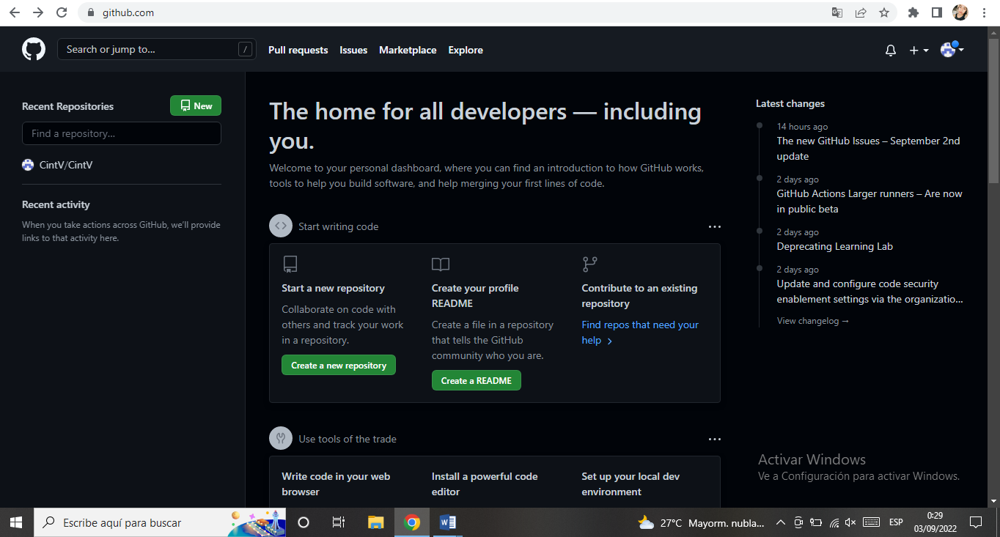 github.com
Search or jump to...
/
Pull requests
Issues
Marketplace
Explore
Recent Repositories
New
Find a repository...
CintV/CintV
Recent activity
When you take actions across GitHub, we'll provide
links to that activity here.
The home for all developers — including
you.
Welcome to your personal dashboard, where you can find an introduction to how GitHub works,
tools to help you build software, and help merging your first lines of code.
Start writing code
Start a new repository
Collaborate on code with
others and track your work
in a repository.
Create a new repository
Create your profile
README
Create a file in a repository
that tells the GitHub
community who you are.
Create a README
Contribute to an existing
repository
Find repos that need your
help
Use tools of the trade
Write code in your web
browser
Install a powerful code
editor
Set up your local dev
environment
Latest changes
14 hours ago
The new GitHub Issues – September 2nd
update
2 days ago
GitHub Actions Larger runners – Are now
in public beta
2 days ago
Deprecating Learning Lab
2 days ago
Update and configure code security
enablement settings via the organizatio...
View changelog →
Activar Windows
Ve a Configuración para activar Windows.
Escribe aquí para buscar
27°C Mayorm. nubla...
ESP
0:29
03/09/2022